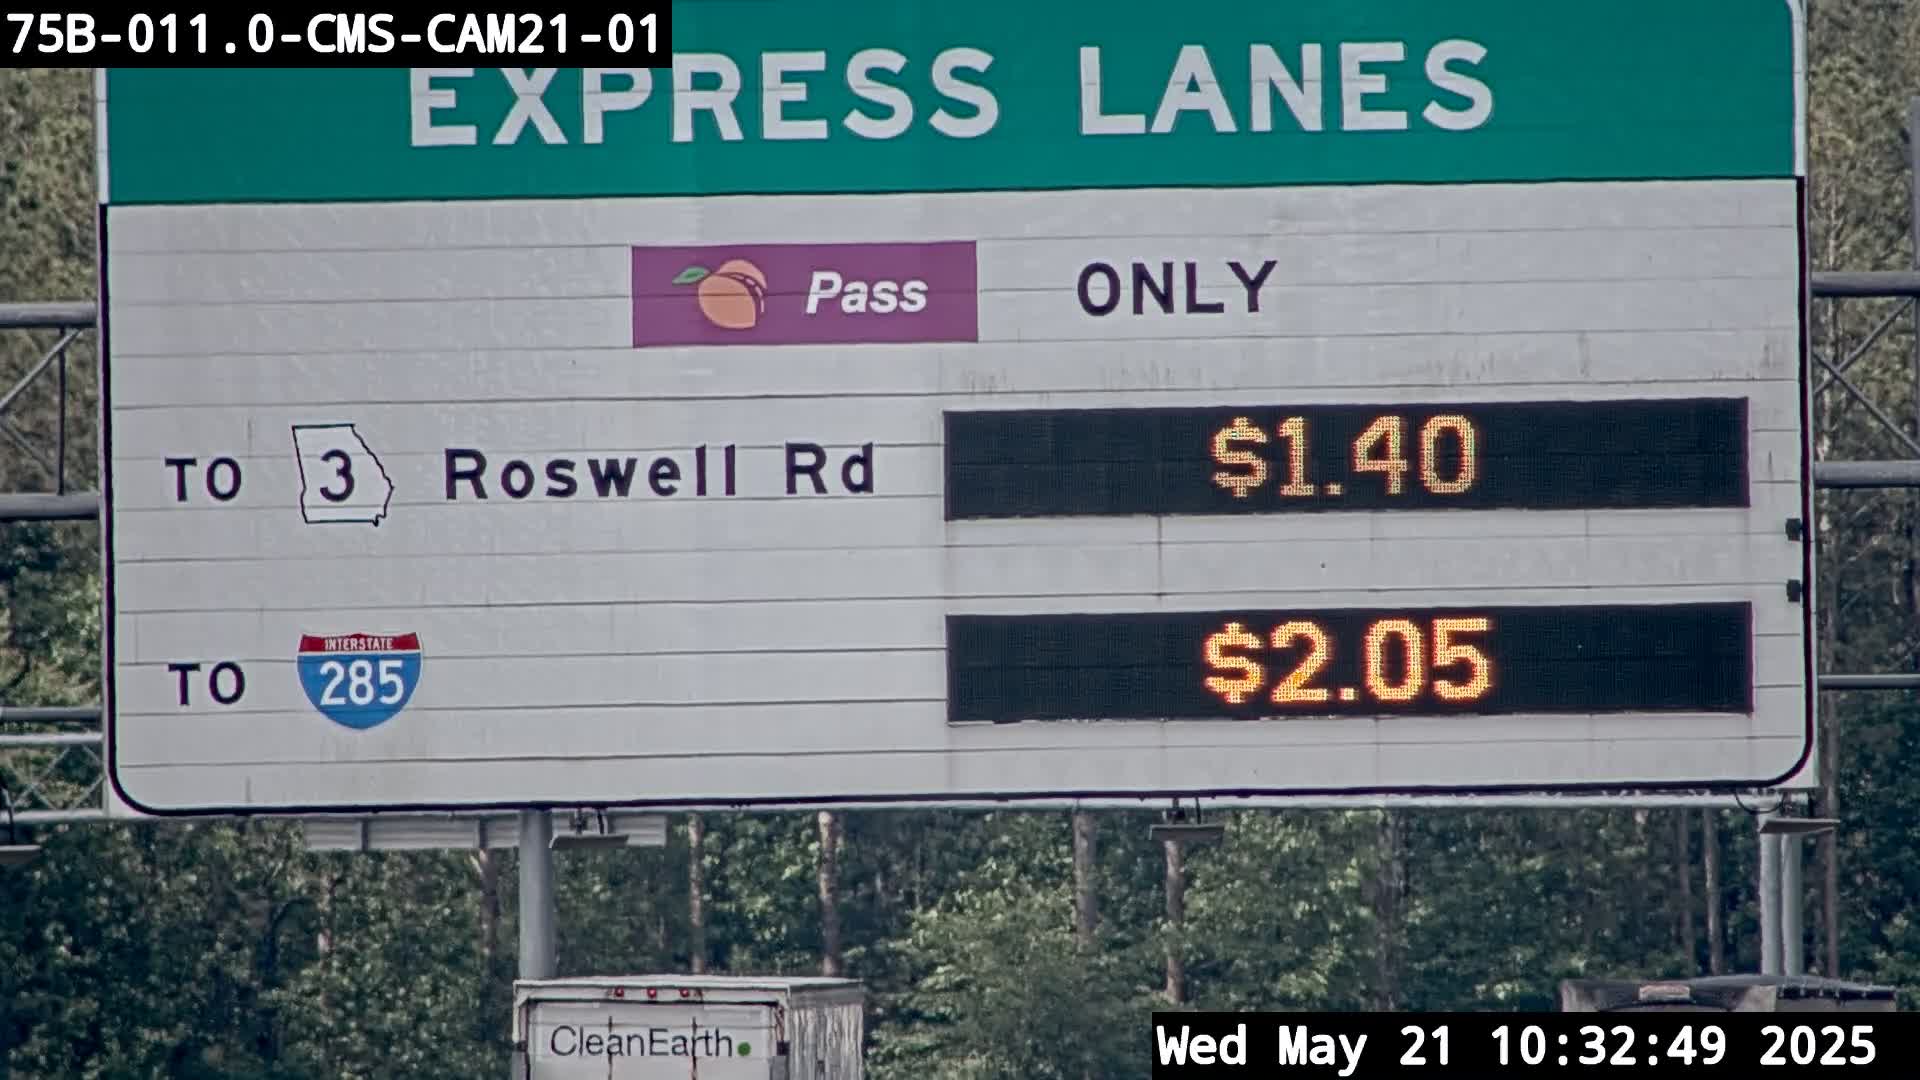 75B-011.0-CMS-CAM21-01
EXPRESS LANES
Pass ONLY
TO 3 Roswell Rd $1.40
INTERSTATE
TO 285 $2.05
CleanEarth
Wed May 21 10:32:49 2025